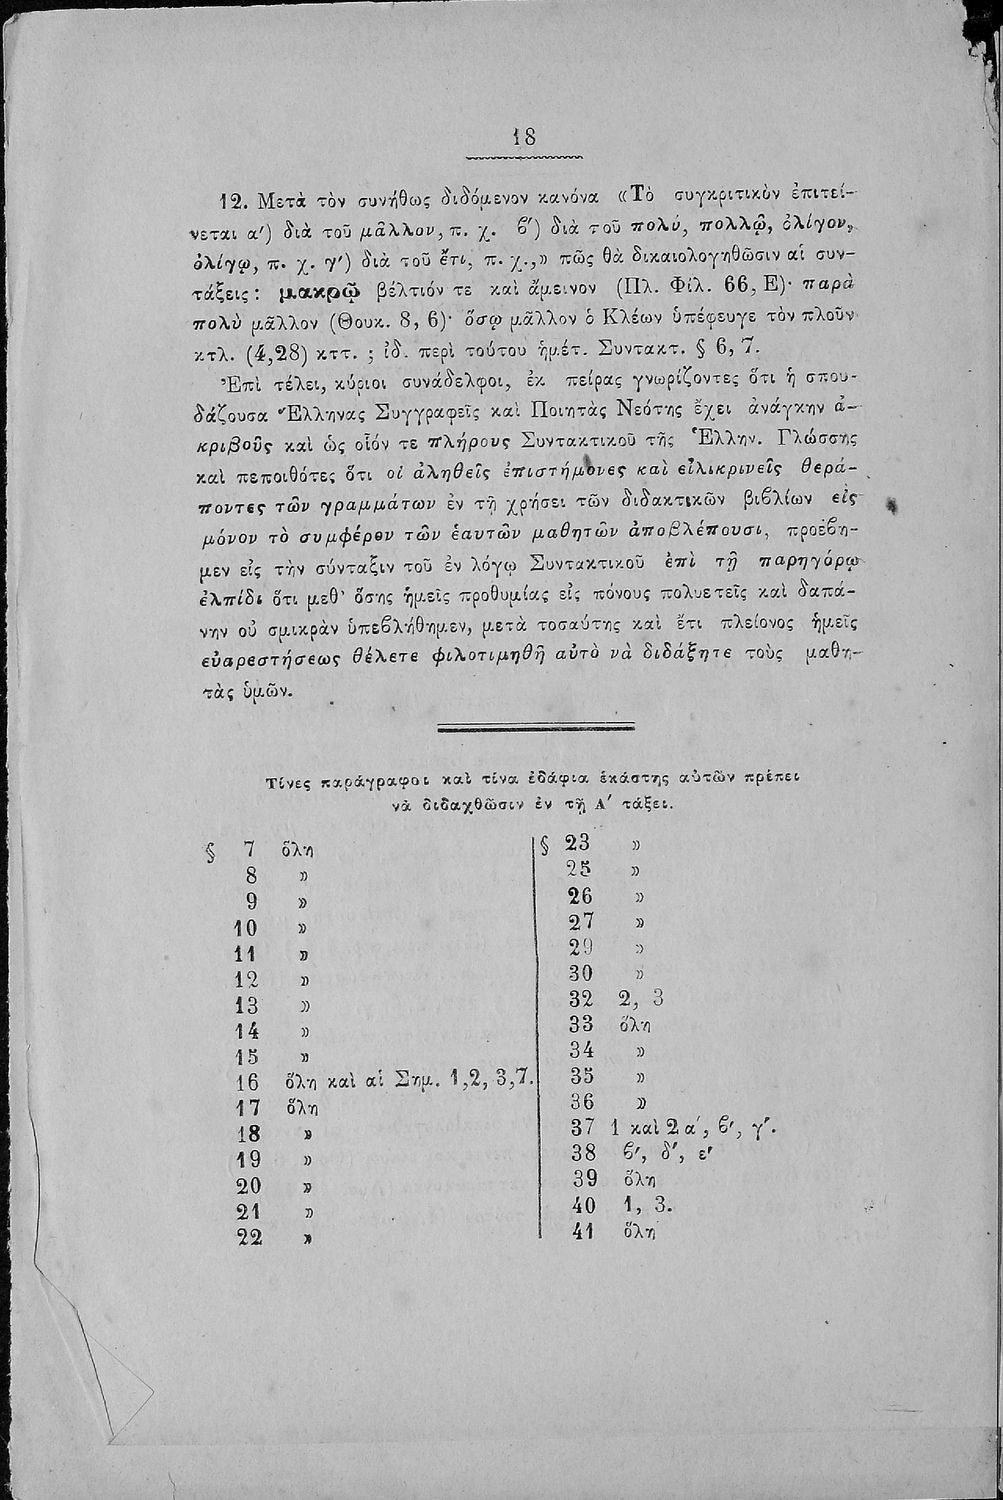 18
12. Μετὰ τὸν συνήθως διδόμενον κανόνα «Τὸ συγκριτικὸν ἐπιτεί-
νεται α′) διὰ τοῦ μᾶλλον, π. χ. β′) διὰ τοῦ πολύ, πολλῷ, ὀλίγον,
ὀλίγῳ, π. χ. γ′) διὰ τοῦ ἔτι, π. χ.,» πῶς θὰ δικαιολογηθῶσιν αἱ συν-
τάξεις: μακρῷ βέλτιόν τε καὶ ἄμεινον (Πλ. Φίλ. 66, Ε)· παρὰ
πολὺ μᾶλλον (Θουκ. 8, 6)· ὅσῳ μᾶλλον ὁ Κλέων ὑπέφευγε τὸν πλοῦν
κτλ. (4,28) κττ. ; ἰδ. περὶ τούτου ἡμέτ. Συντακτ. § 6, 7.
Ἐπὶ τέλει, κύριοι συνάδελφοι, ἐκ πείρας γνωρίζοντες ὅτι ἡ σπου-
δάζουσα Ἕλληνας Συγγραφεῖς καὶ Ποιητὰς Νεότης ἔχει ἀνάγκην ἀ-
κριβοῦς καὶ ὡς οἷόν τε πλήρους Συντακτικοῦ τῆς Ἑλλην. Γλώσσης
καὶ πεποιθότες ὅτι οἱ ἀληθεῖς ἐπιστήμονες καὶ εἰλικρινεῖς θερά-
ποντες τῶν γραμμάτων ἐν τῇ χρήσει τῶν διδακτικῶν βιβλίων εἰς
μόνον τὸ συμφέρον τῶν ἑαυτῶν μαθητῶν ἀποβλέπουσι, προέβη-
μεν εἰς τὴν σύνταξιν τοῦ ἐν λόγῳ Συντακτικοῦ ἐπὶ τῇ παρηγόρῳ
ἐλπίδι ὅτι μεθ' ὅσης ἡμεῖς προθυμίας εἰς πόνους πολυετεῖς καὶ δαπά-
νην οὐ σμικρὰν ὑπεβλήθημεν, μετὰ τοσαύτης καὶ ἔτι πλείονος ἡμεῖς
εὐαρεστήσεως θέλετε φιλοτιμηθῆ αὐτὸ νὰ διδάξητε τοὺς μαθη-
τὰς ὑμῶν.
Τίνες παράγραφοι καὶ τίνα ἐδάφια ἑκάστης αὐτῶν πρέπει
νὰ διδαχθῶσιν ἐν τῇ Α′ τάξει.
§ 7 ὅλη
8 »
9 »
10 »
11 »
12 »
13 »
14 »
15 »
16 ὅλη καὶ αἱ Σημ. 1,2, 3,7.
17 ὅλη
18 »
19 »
20 »
21 »
22 »
§ 23 »
25 »
26 »
27 »
29 »
30 »
32 2, 3
33 ὅλη
34 »
35 »
36 »
37 1 καὶ 2 α′, β′, γ′.
38 β′, δ′, ε′
39 ὅλη
40 1, 3.
41 ὅλη